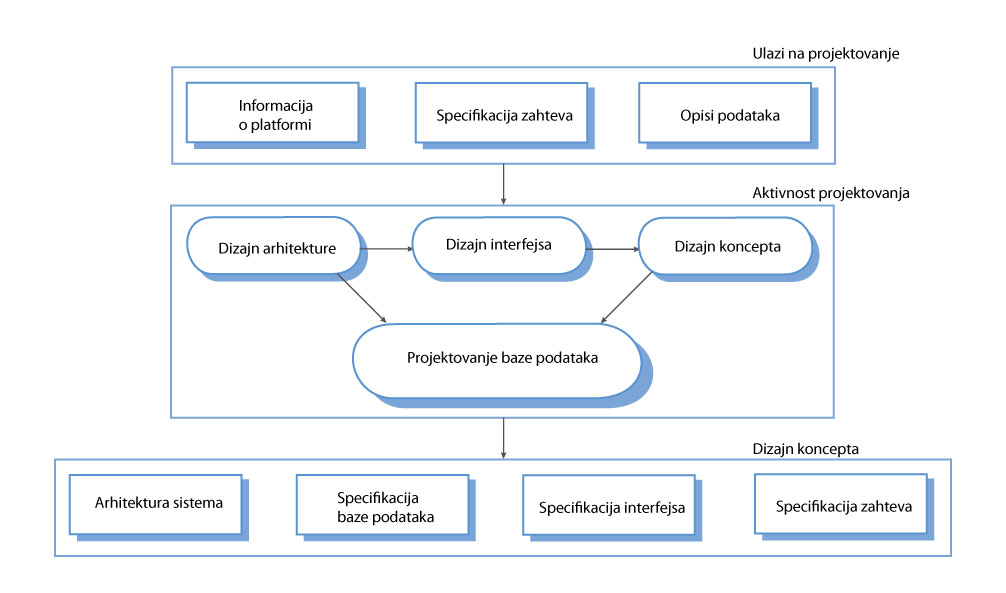 Ulazi na projektovanje
Informacija
o platformi
Specifikacija zahteva
Opisi podataka
Aktivnost projektovanja
Dizajn arhitekture
Dizajn interfejsa
Dizajn koncepta
Projektovanje baze podataka
Dizajn koncepta
Arhitektura sistema
Specifikacija
baze podataka
Specifikacija interfejsa
Specifikacija zahteva